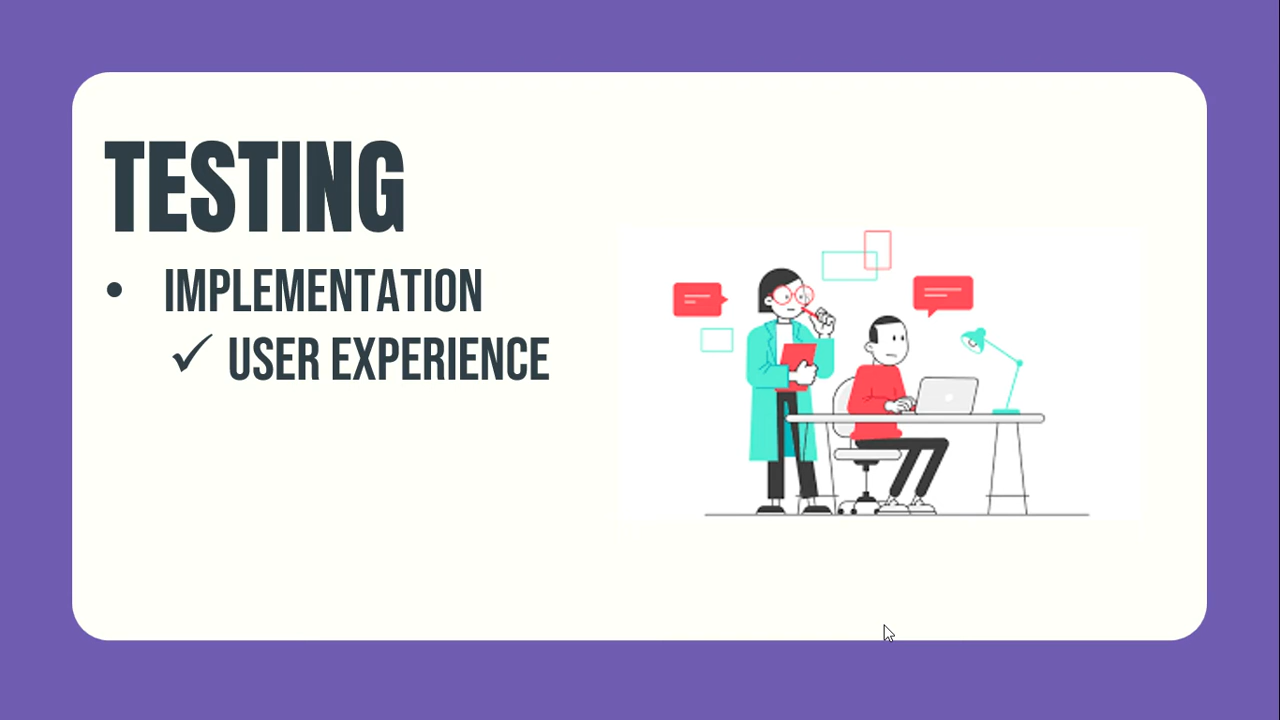 TESTING
• IMPLEMENTATION
✓ USER EXPERIENCE